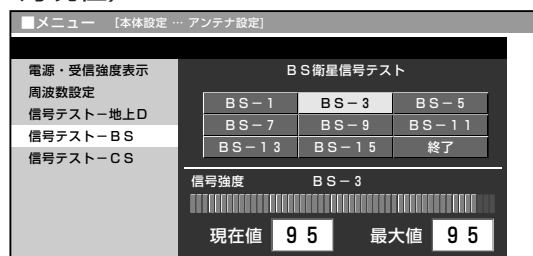 ■メニュー [本体設定 … アンテナ設定]
電源・受信強度表示
周波数設定
信号テスト－地上D
信号テスト－BS
信号テスト－CS
BS衛星信号テスト
BS－1 BS－3 BS－5
BS－7 BS－9 BS－11
BS－13 BS－15 終了
信号強度 BS－3
現在値 95 最大値 95